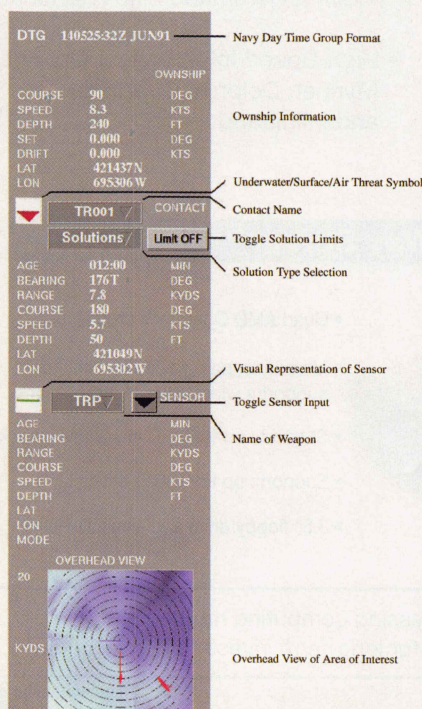 DTG 140525:32Z JUN91 Navy Day Time Group Format
OWNSHIP
COURSE 90 DEG
SPEED 8.3 KTS Ownship Information
DEPTH 240 FT
SET 0.000 DEG
DRIFT 0.000 KTS
LAT 421437N
LON 695306W
Underwater/Surface/Air Threat Symbol
TR001 CONTACT Contact Name
Solutions Limit OFF Toggle Solution Limits
Solution Type Selection
AGE 012:00 MIN
BEARING 176T DEG
RANGE 7.8 KYDS
COURSE 180 DEG
SPEED 5.7 KTS
DEPTH 50 FT
LAT 421049N
LON 695302W
Visual Representation of Sensor
TRP SENSOR Toggle Sensor Input
AGE MIN
BEARING DEG Name of Weapon
RANGE KYDS
COURSE DEG
SPEED KTS
DEPTH FT
LAT
LON
MODE
OVERHEAD VIEW
20
KYDS Overhead View of Area of Interest